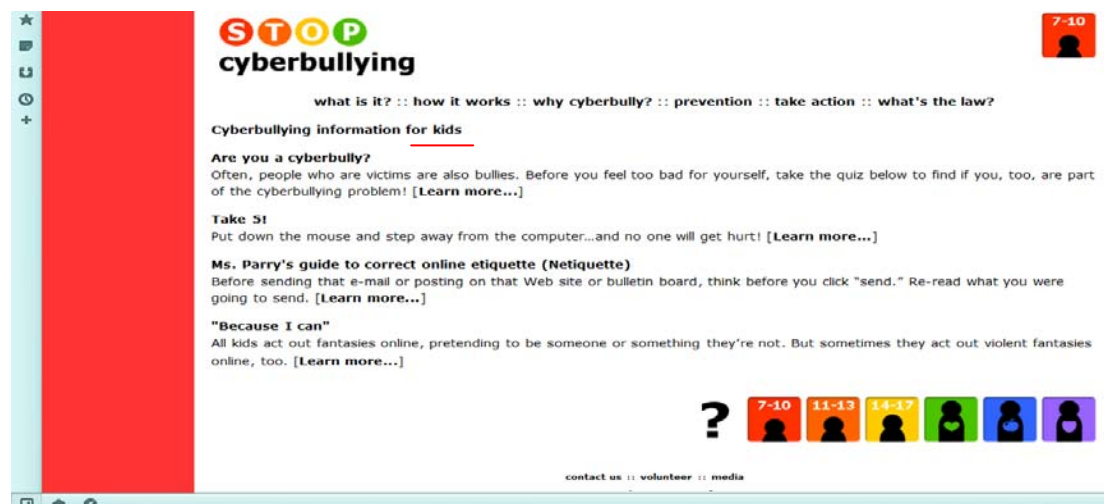 STOP
7-10
cyberbullying
what is it? :: how it works :: why cyberbully? :: prevention :: take action :: what's the law?
Cyberbullying information for kids
Are you a cyberbully?
Often, people who are victims are also bullies. Before you feel too bad for yourself, take the quiz below to find if you, too, are part
of the cyberbullying problem! [Learn more...]
Take 5!
Put down the mouse and step away from the computer...and no one will get hurt! [Learn more...]
Ms. Parry's guide to correct online etiquette (Netiquette)
Before sending that e-mail or posting on that Web site or bulletin board, think before you click "send." Re-read what you were
going to send. [Learn more...]
"Because I can"
All kids act out fantasies online, pretending to be someone or something they're not. But sometimes they act out violent fantasies
online, too. [Learn more...]
? 7-10 11-13 14-17
contact us :: volunteer :: media